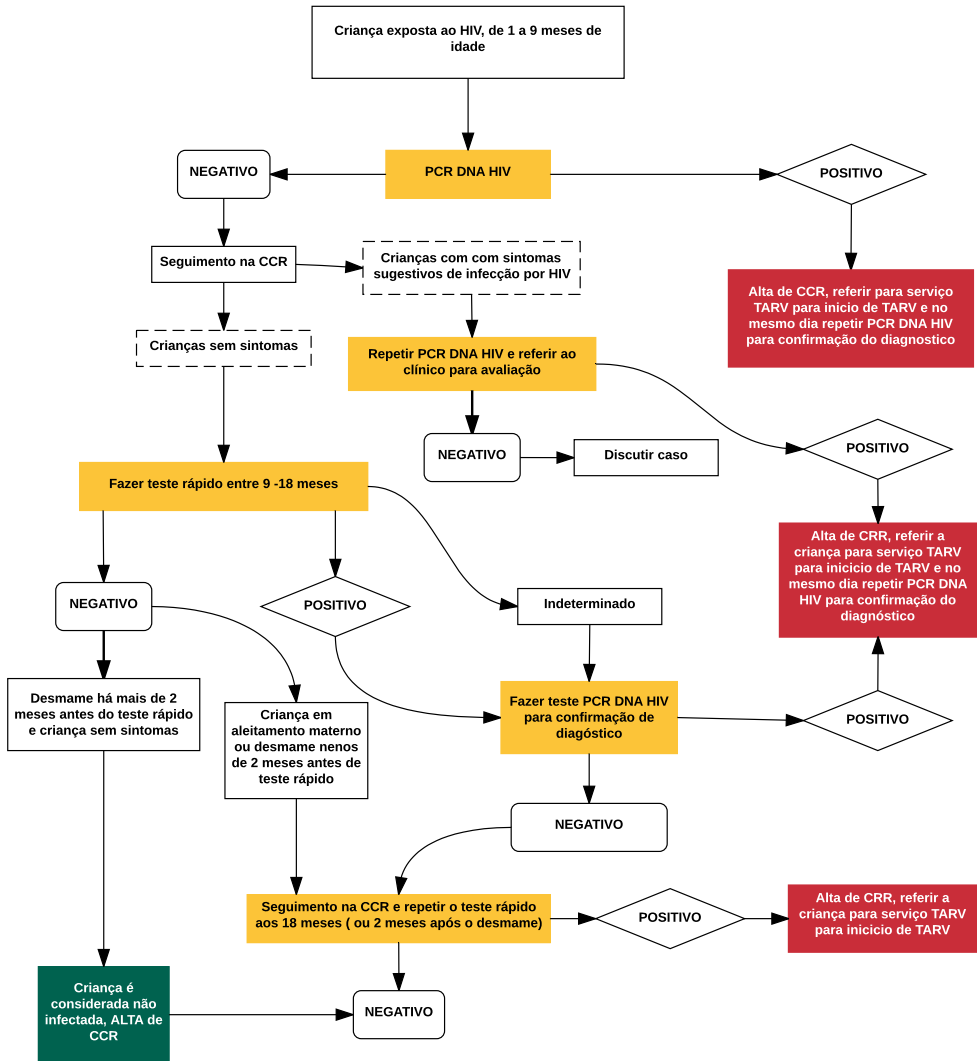 Criança exposta ao HIV, de 1 a 9 meses de
idade
NEGATIVO
PCR DNA HIV
POSITIVO
Seguimento na CCR
Crianças com com sintomas
sugestivos de infecção por HIV
Alta de CCR, referir para serviço
TARV para inicio de TARV e no
mesmo dia repetir PCR DNA HIV
para confirmação do diagnostico
Crianças sem sintomas
Repetir PCR DNA HIV e referir ao
clínico para avaliação
NEGATIVO
Discutir caso
POSITIVO
Fazer teste rápido entre 9 -18 meses
Alta de CRR, referir a
criança para serviço TARV
para inicicio de TARV e no
mesmo dia repetir PCR DNA
HIV para confirmação do
diagnóstico
NEGATIVO
POSITIVO
Indeterminado
Desmame há mais de 2
meses antes do teste rápido
e criança sem sintomas
Criança em
aleitamento materno
ou desmame nenos
de 2 meses antes de
teste rápido
Fazer teste PCR DNA HIV
para confirmação de
diagóstico
POSITIVO
NEGATIVO
Seguimento na CCR e repetir o teste rápido
aos 18 meses ( ou 2 meses após o desmame)
POSITIVO
Alta de CRR, referir a
criança para serviço TARV
para inicicio de TARV
Criança é
considerada não
infectada, ALTA de
CCR
NEGATIVO